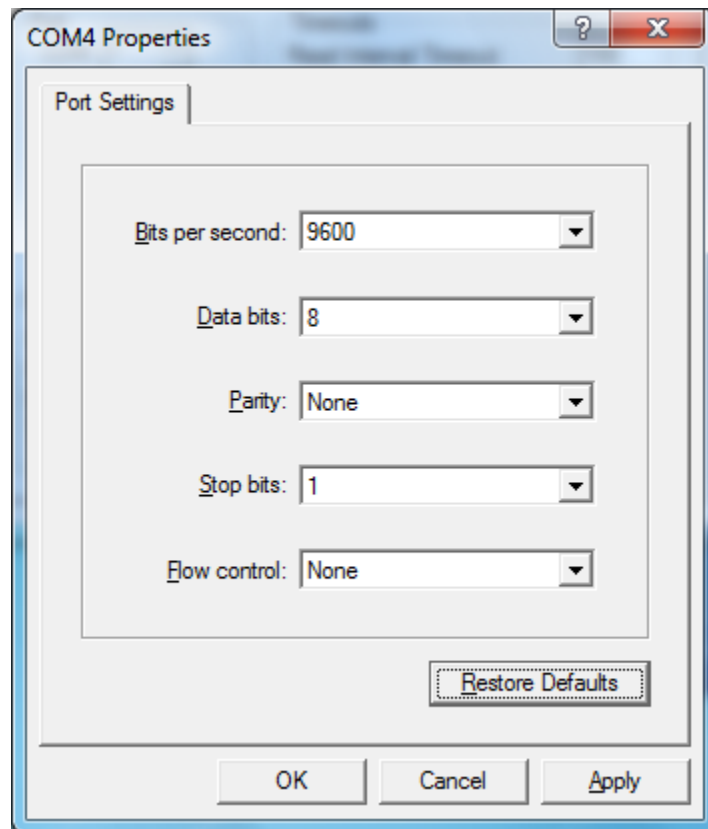 COM4 Properties
Port Settings
Bits per second: 9600
Data bits: 8
Parity: None
Stop bits: 1
Flow control: None
Restore Defaults
OK Cancel Apply